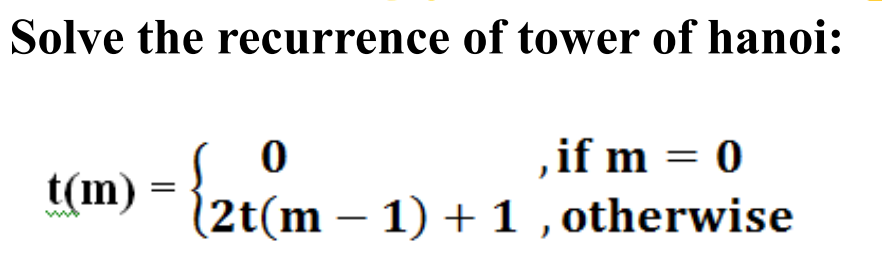 Solve the recurrence of tower of hanoi:
t(m) = { 0 , if m = 0
2t(m − 1) + 1 , otherwise